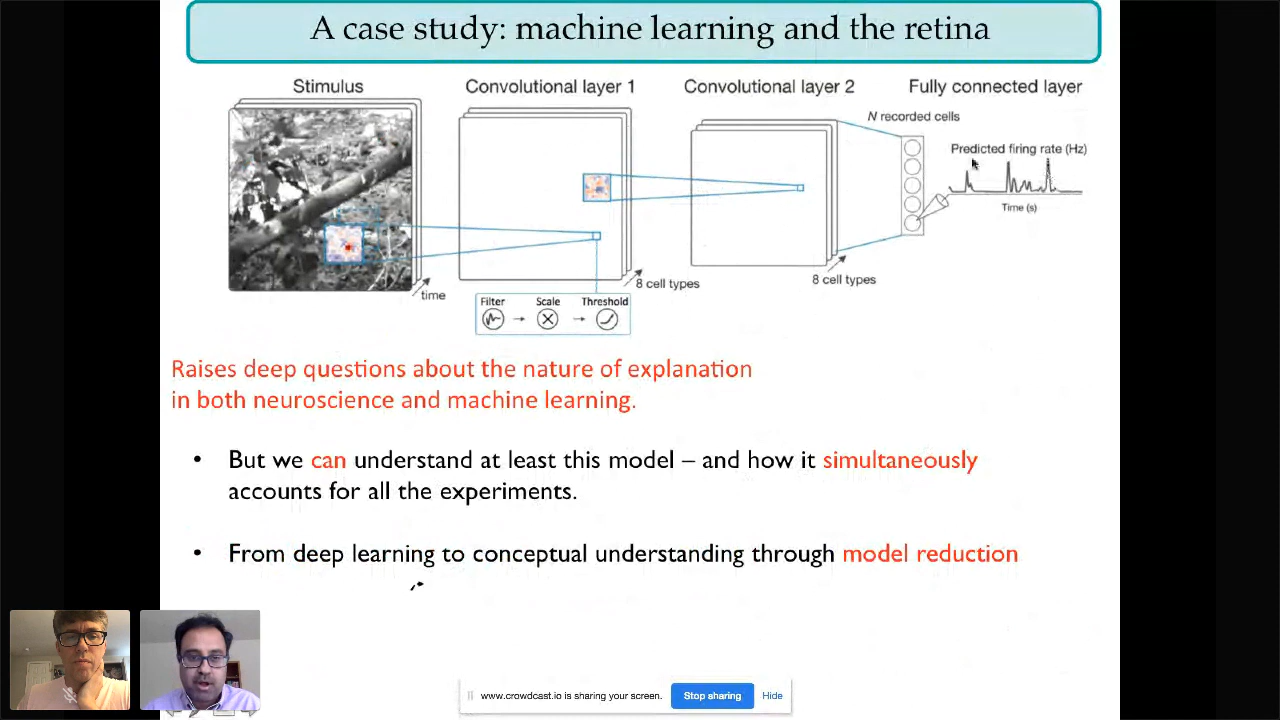 A case study: machine learning and the retina
Stimulus
Convolutional layer 1
Convolutional layer 2
Fully connected layer
N recorded cells
Predicted firing rate (Hz)
Time (s)
time
8 cell types
8 cell types
Filter
Scale
Threshold
Raises deep questions about the nature of explanation
in both neuroscience and machine learning.
• But we can understand at least this model – and how it simultaneously
accounts for all the experiments.
• From deep learning to conceptual understanding through model reduction
www.crowdcast.io is sharing your screen.
Stop sharing
Hide